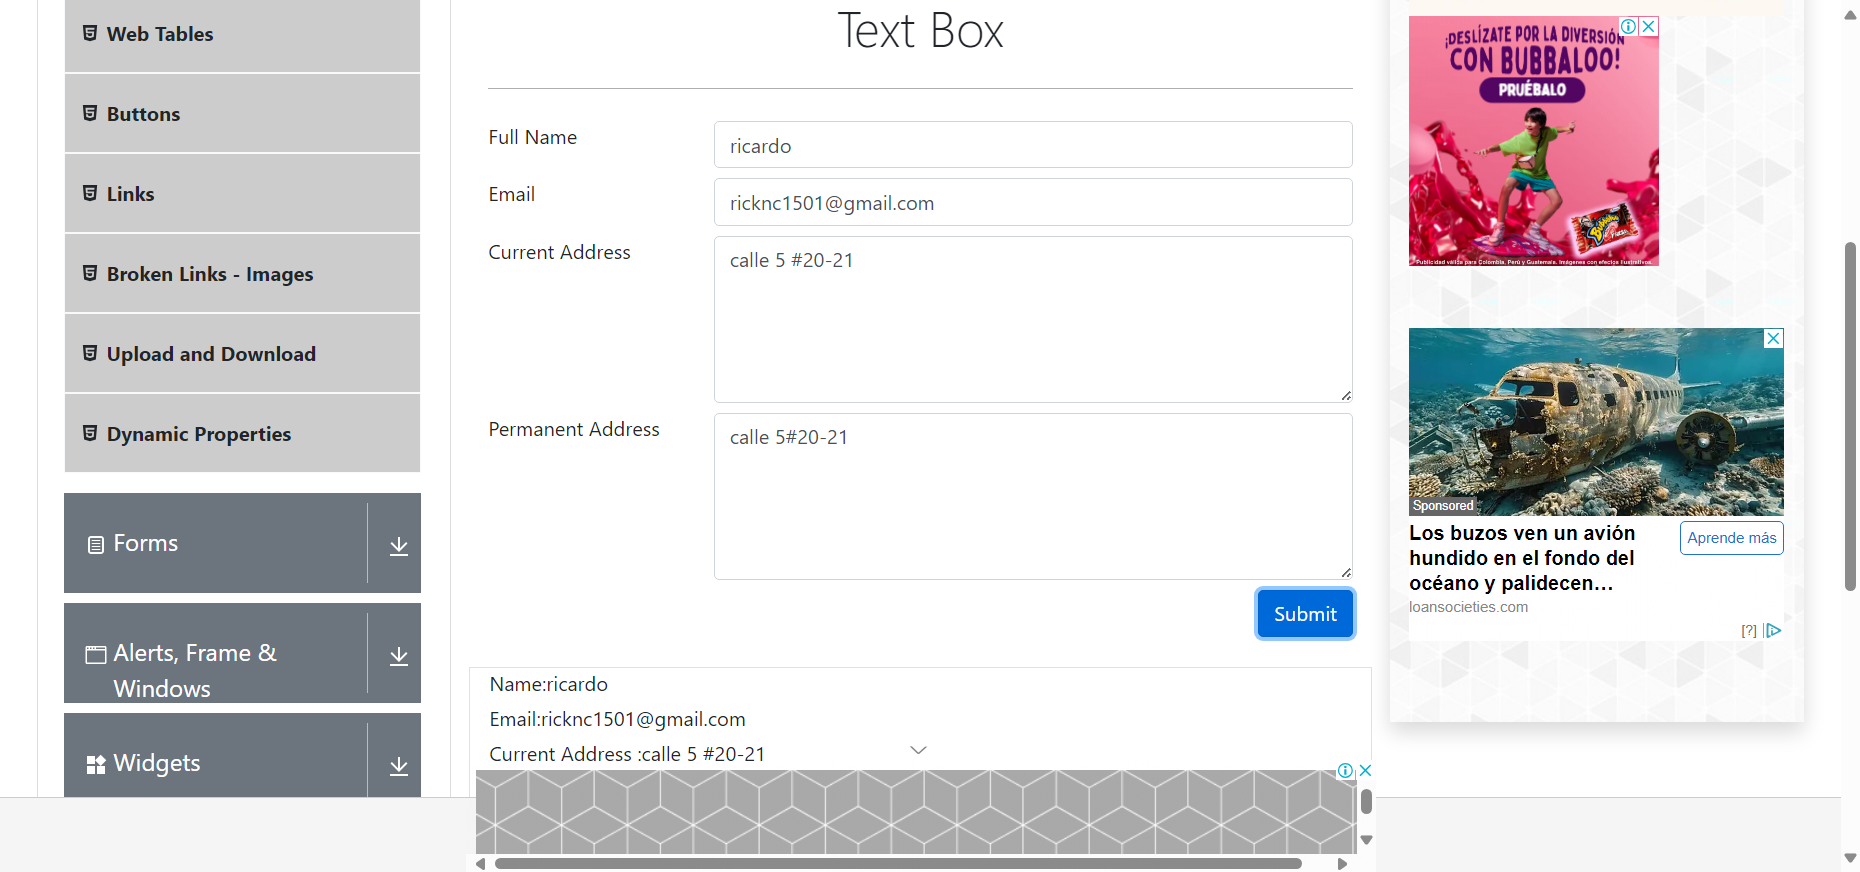 Web Tables
Buttons
Links
Broken Links - Images
Upload and Download
Dynamic Properties
Forms
Alerts, Frame &
Windows
Widgets
Text Box
Full Name
ricardo
Email
ricknc1501@gmail.com
Current Address
calle 5 #20-21
Permanent Address
calle 5#20-21
Submit
Name:ricardo
Email:ricknc1501@gmail.com
Current Address :calle 5 #20-21
¡DESLÍZATE POR LA DIVERSIÓN
CON BUBBALOO!
PRUÉBALO
Bubbaloo
Publicidad válida para Colombia, Perú y Guatemala. Imágenes con efectos ilustrativos.
Sponsored
Los buzos ven un avión
hundido en el fondo del
océano y palidecen...
Aprende más
loansocieties.com
[?]